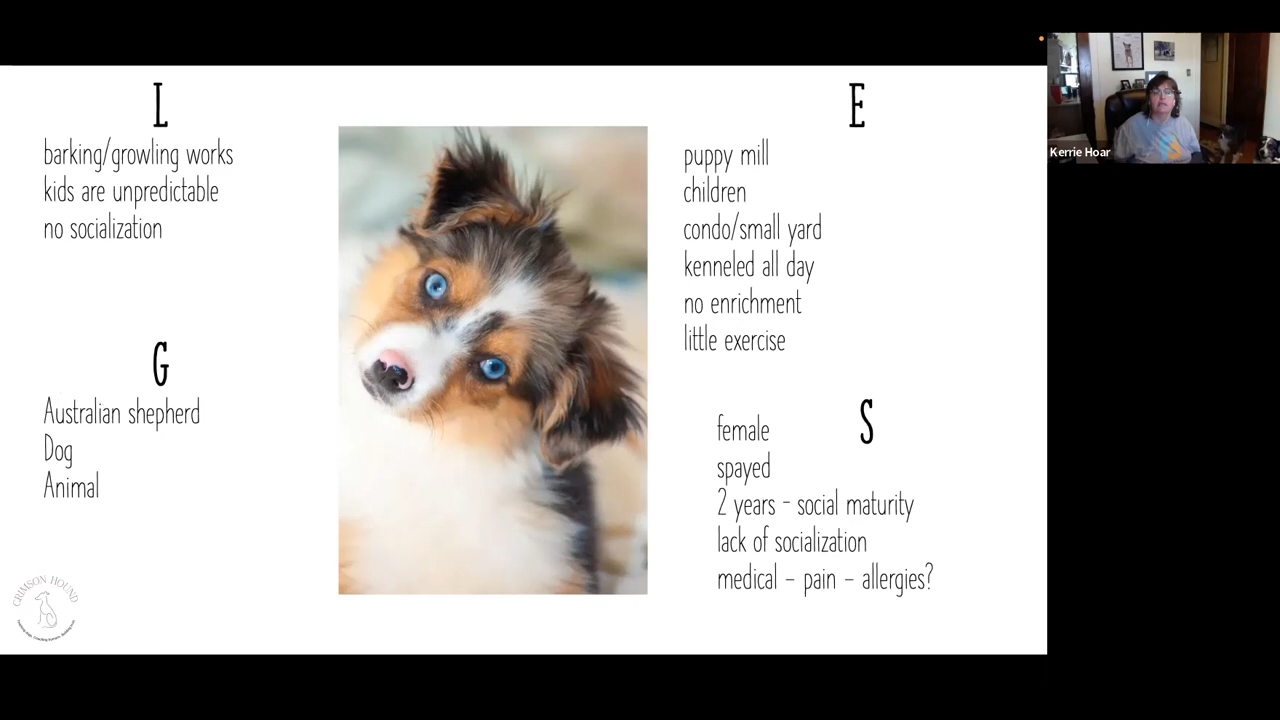 L
barking/growling works
kids are unpredictable
no socialization
G
Australian shepherd
Dog
Animal
E
puppy mill
children
condo/small yard
kenneled all day
no enrichment
little exercise
S
female
spayed
2 years - social maturity
lack of socialization
medical – pain – allergies?
CRIMSON HOUND
Kerrie Hoar